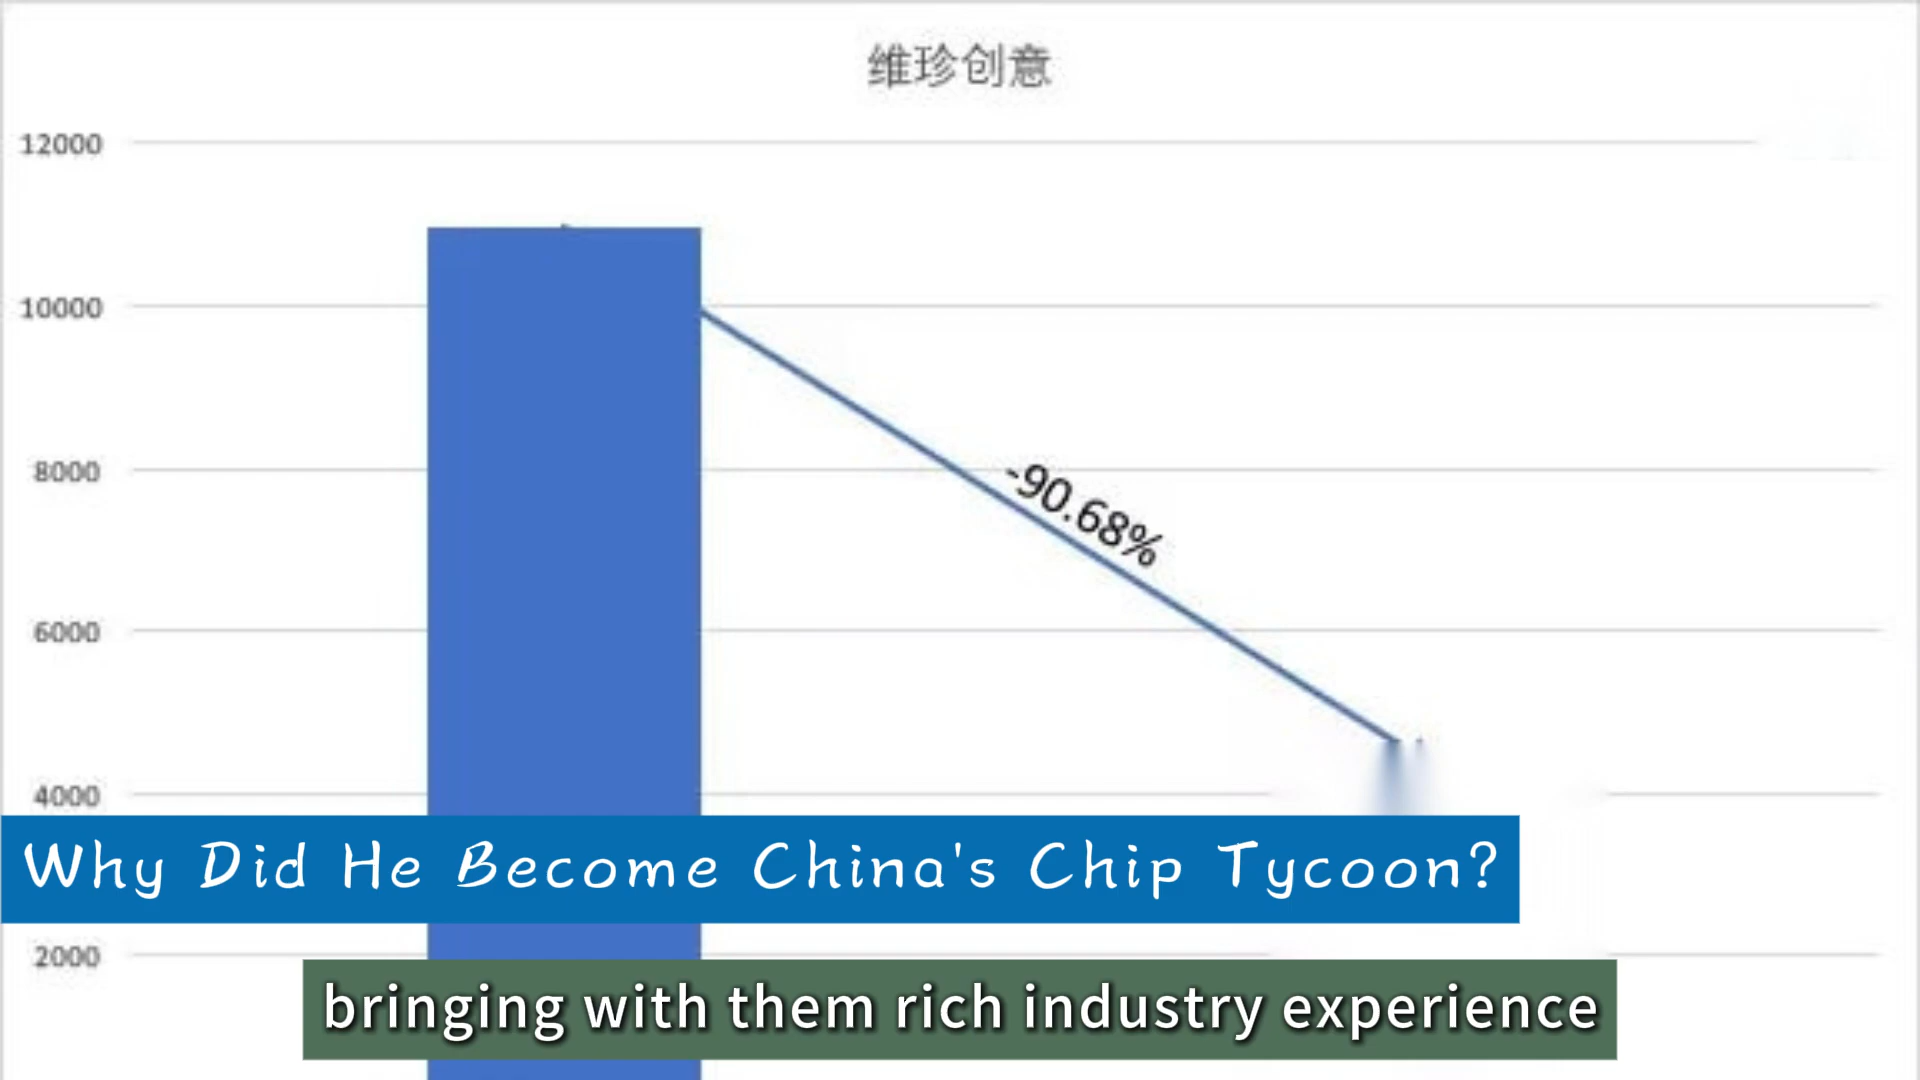 维珍创意
12000
10000
8000
-90.68%
6000
4000
Why Did He Become China's Chip Tycoon?
2000
bringing with them rich industry experience